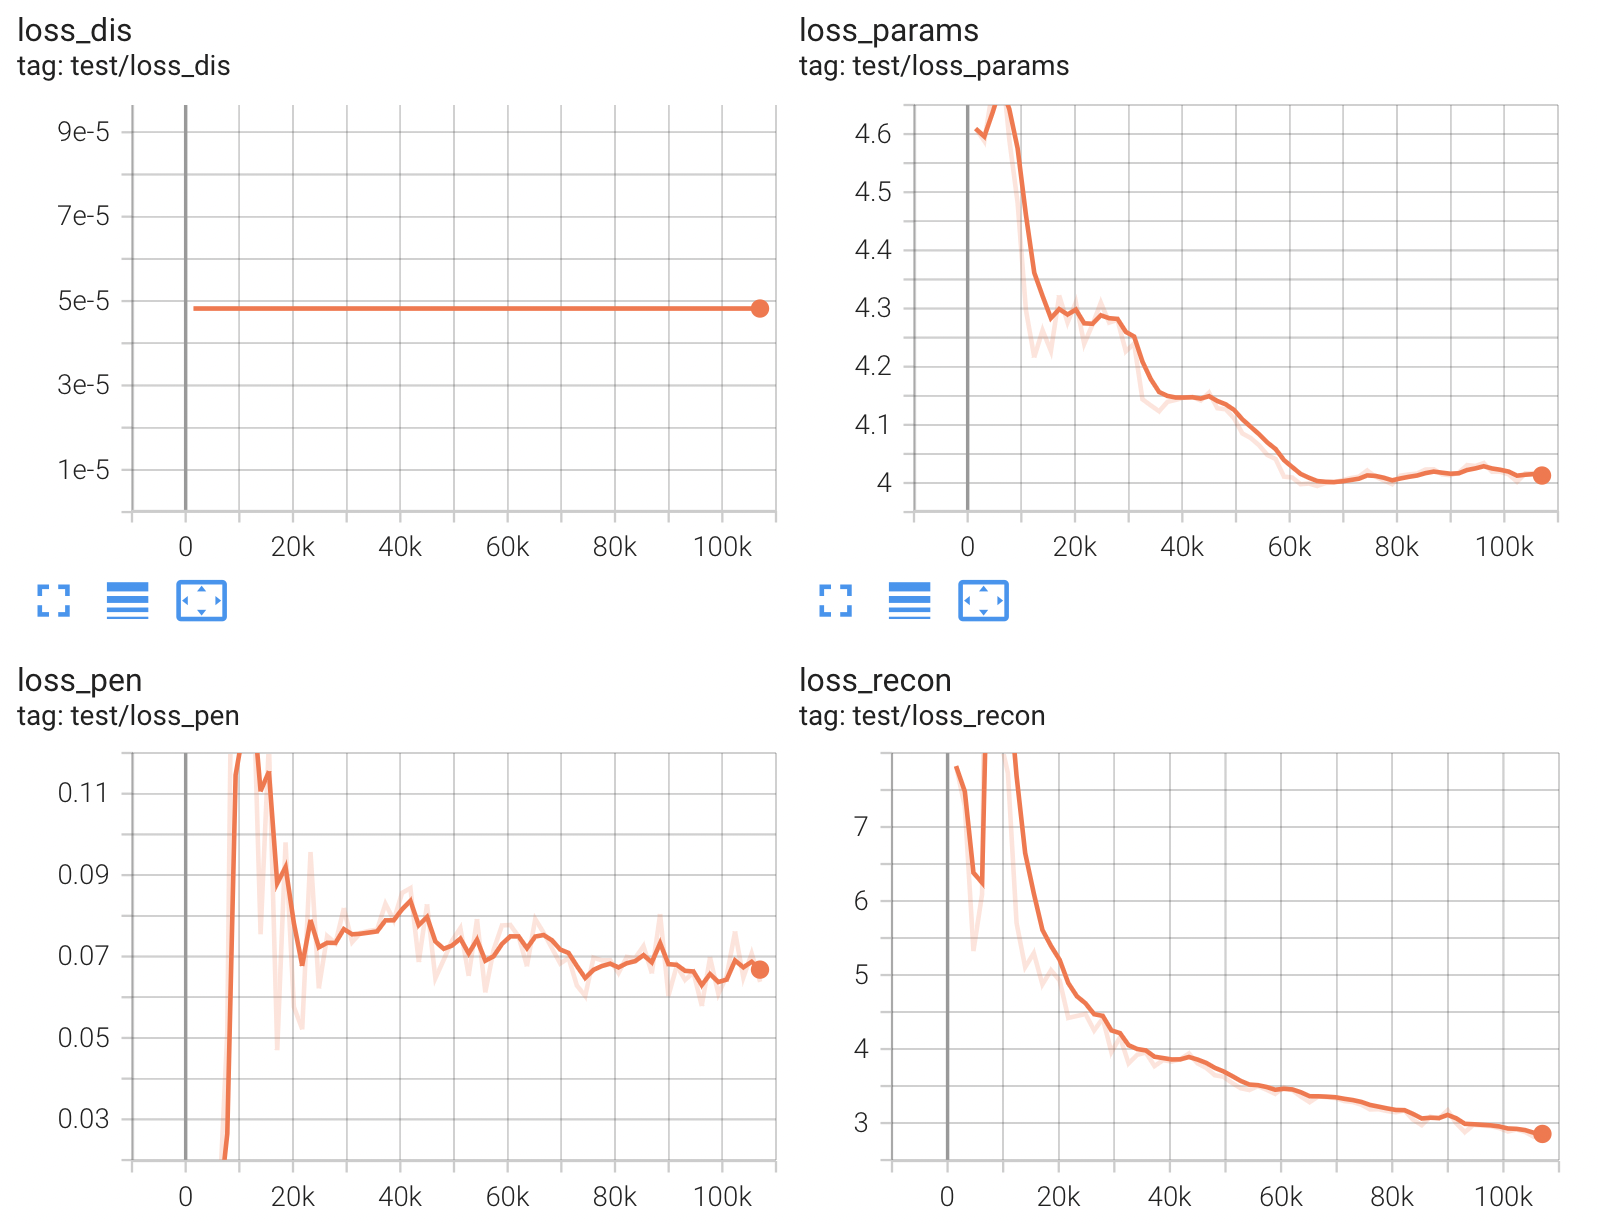 loss_dis
tag: test/loss_dis
9e-5
7e-5
5e-5
3e-5
1e-5
0 20k 40k 60k 80k 100k
loss_params
tag: test/loss_params
4.6
4.5
4.4
4.3
4.2
4.1
4
0 20k 40k 60k 80k 100k
loss_pen
tag: test/loss_pen
0.11
0.09
0.07
0.05
0.03
0 20k 40k 60k 80k 100k
loss_recon
tag: test/loss_recon
7
6
5
4
3
0 20k 40k 60k 80k 100k